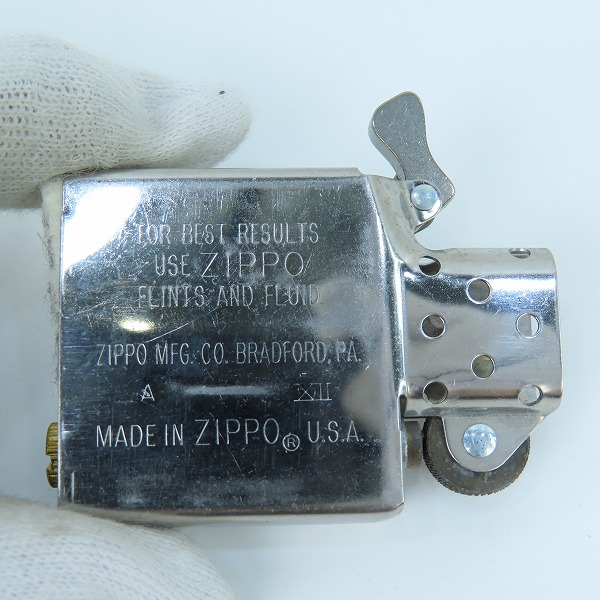 FOR BEST RESULTS
USE ZIPPO
FLINTS AND FLUID
ZIPPO MFG. CO. BRADFORD, PA.
A XII
MADE IN ZIPPO® U.S.A.